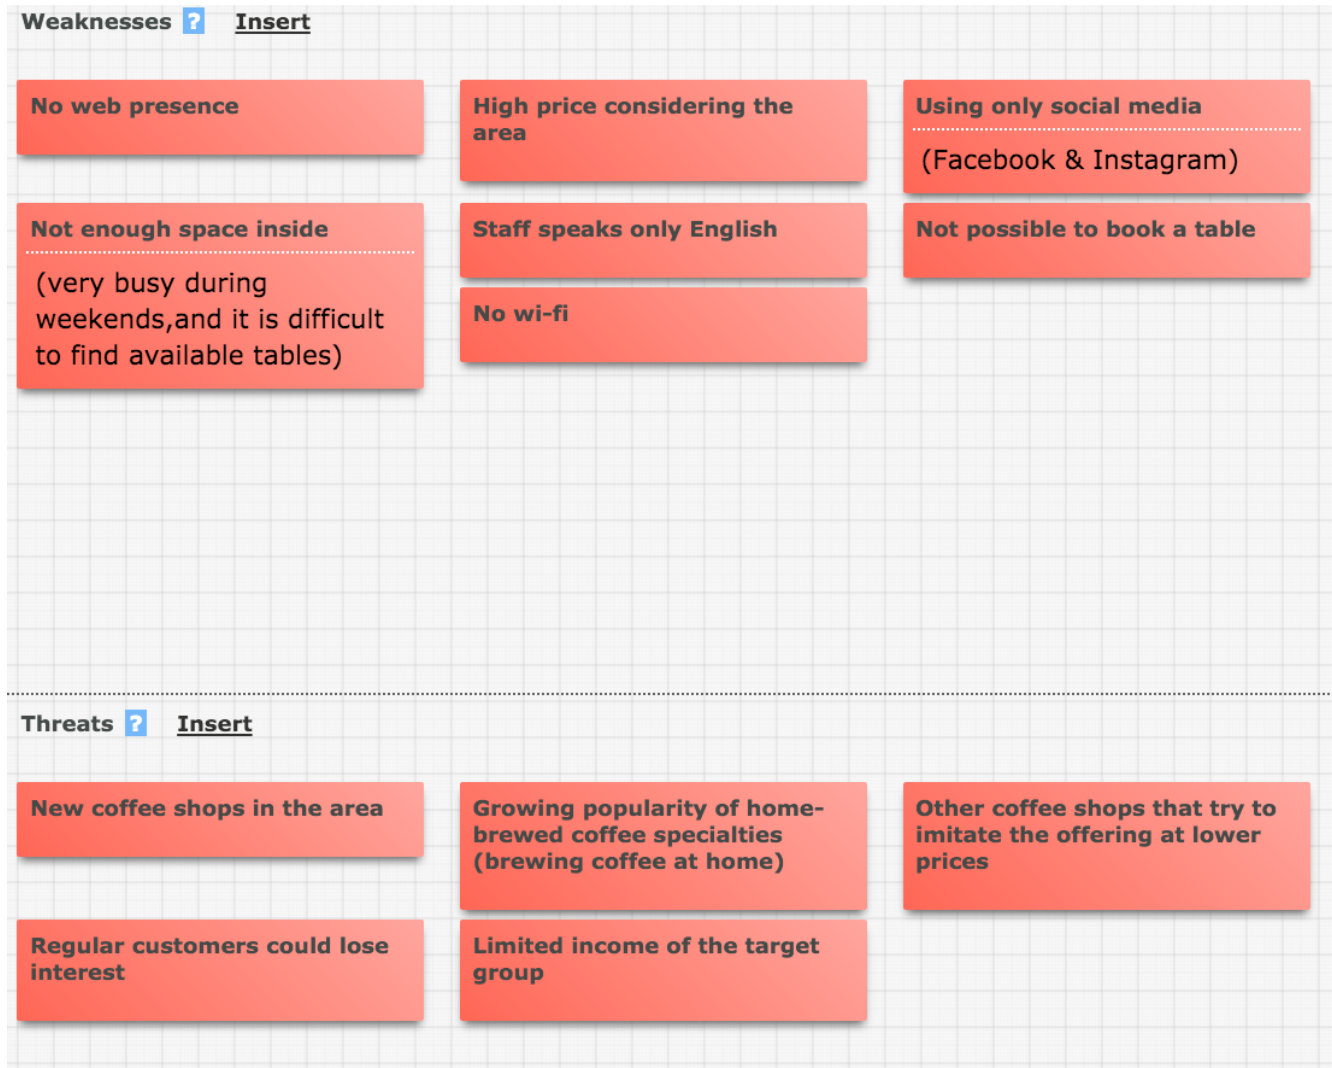 Weaknesses ? Insert
No web presence
High price considering the
area
Using only social media
(Facebook & Instagram)
Not enough space inside
(very busy during
weekends,and it is difficult
to find available tables)
Staff speaks only English
No wi-fi
Not possible to book a table
Threats ? Insert
New coffee shops in the area
Growing popularity of home-
brewed coffee specialties
(brewing coffee at home)
Other coffee shops that try to
imitate the offering at lower
prices
Regular customers could lose
interest
Limited income of the target
group